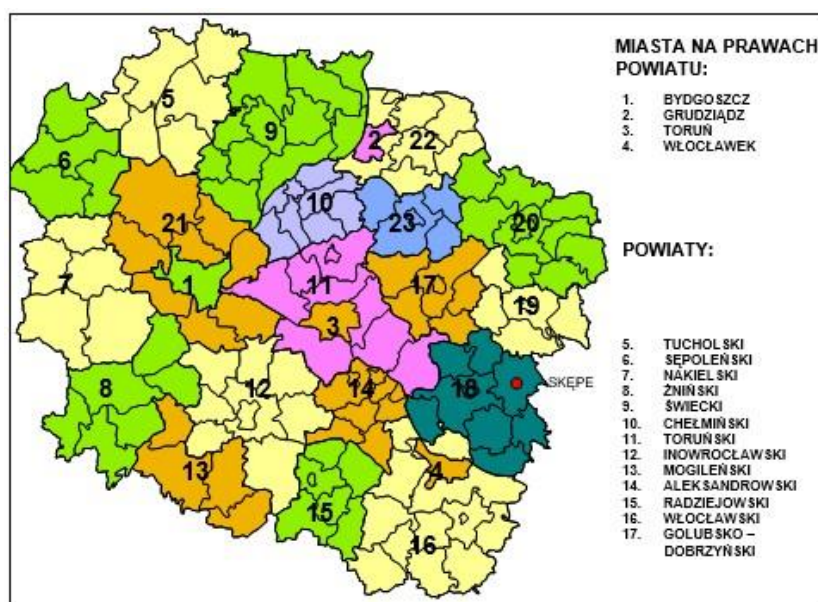 MIASTA NA PRAWACH
POWIATU:
1. BYDGOSZCZ
2. GRUDZIĄDZ
3. TORUŃ
4. WŁOCŁAWEK
POWIATY:
5. TUCHOLSKI
6. SĘPOLEŃSKI
7. NAKIELSKI
8. ŻNIŃSKI
9. ŚWIECKI
10. CHEŁMIŃSKI
11. TORUŃSKI
12. INOWROCŁAWSKI
13. MOGILEŃSKI
14. ALEKSANDROWSKI
15. RADZIEJOWSKI
16. WŁOCŁAWSKI
17. GOLUBSKO –
DOBRZYŃSKI
5
9
2
22
6
10
23
20
21
7
1
11
17
19
3
8
12
14
18
SKĘPE
13
4
15
16